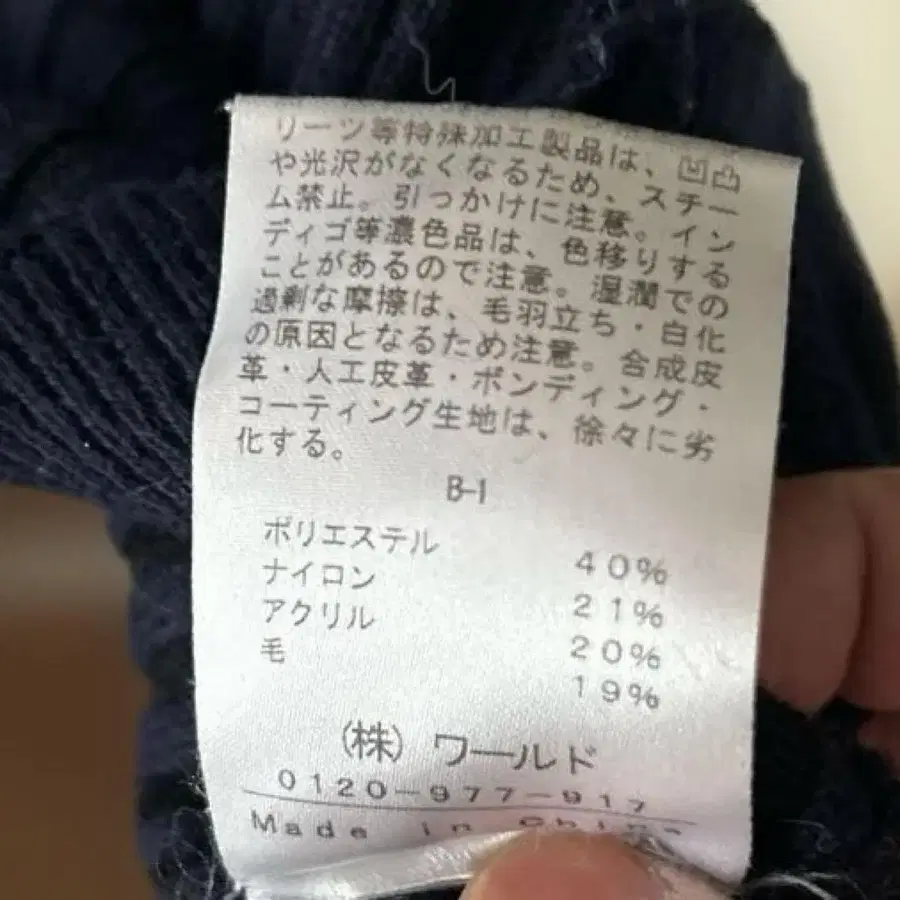 リーツ等特殊加工製品は、凹凸
や光沢がなくなるため、スチー
ム禁止。引っかけに注意。イン
ディゴ等濃色品は、色移りする
ことがあるので注意。湿潤での
過剰な摩擦は、毛羽立ち・白化
の原因となるため注意。合成皮
革・人工皮革・ボンディング・
コーティング生地は、徐々に劣
化する。
B-1
ポリエステル 40%
ナイロン 21%
アクリル 20%
毛 19%
(株) ワールド
0120-977-917
Made in China